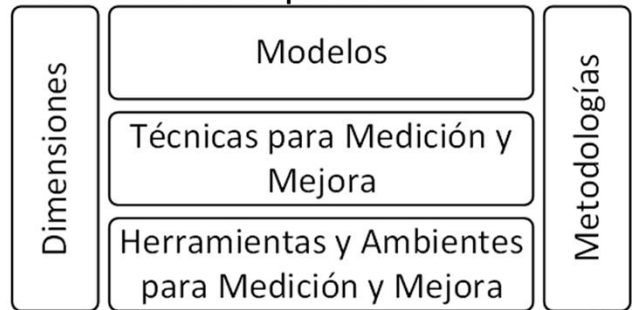 Dimensiones
Modelos
Técnicas para Medición y
Mejora
Herramientas y Ambientes
para Medición y Mejora
Metodologías